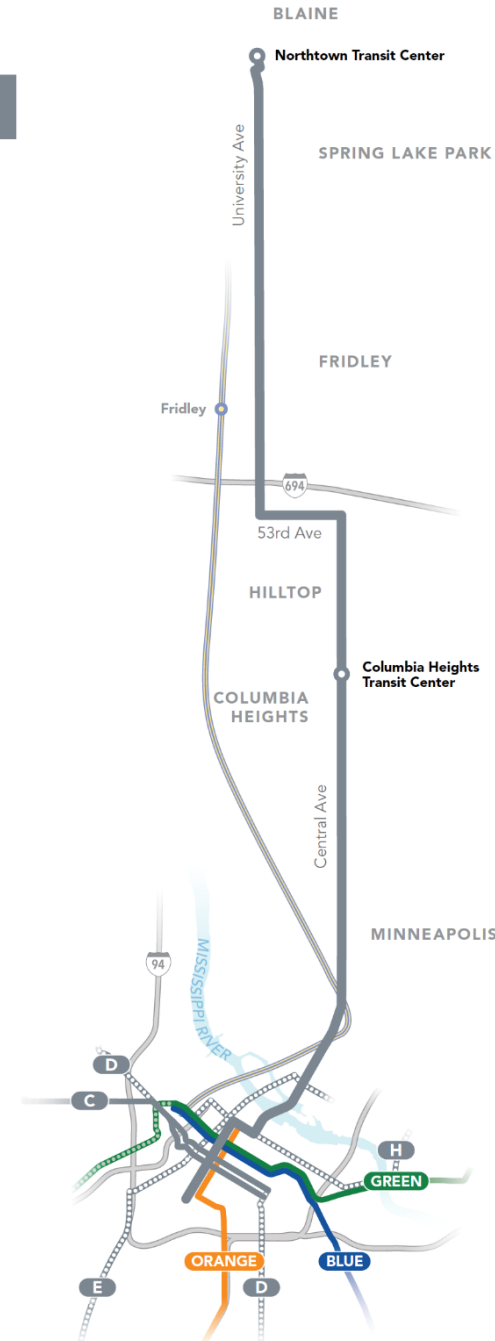 BLAINE
Northtown Transit Center
University Ave
SPRING LAKE PARK
FRIDLEY
Fridley
694
53rd Ave
HILLTOP
Columbia Heights
Transit Center
COLUMBIA
HEIGHTS
Central Ave
MINNEAPOLIS
94
MISSISSIPPI RIVER
D
C
H
GREEN
ORANGE
BLUE
E
D